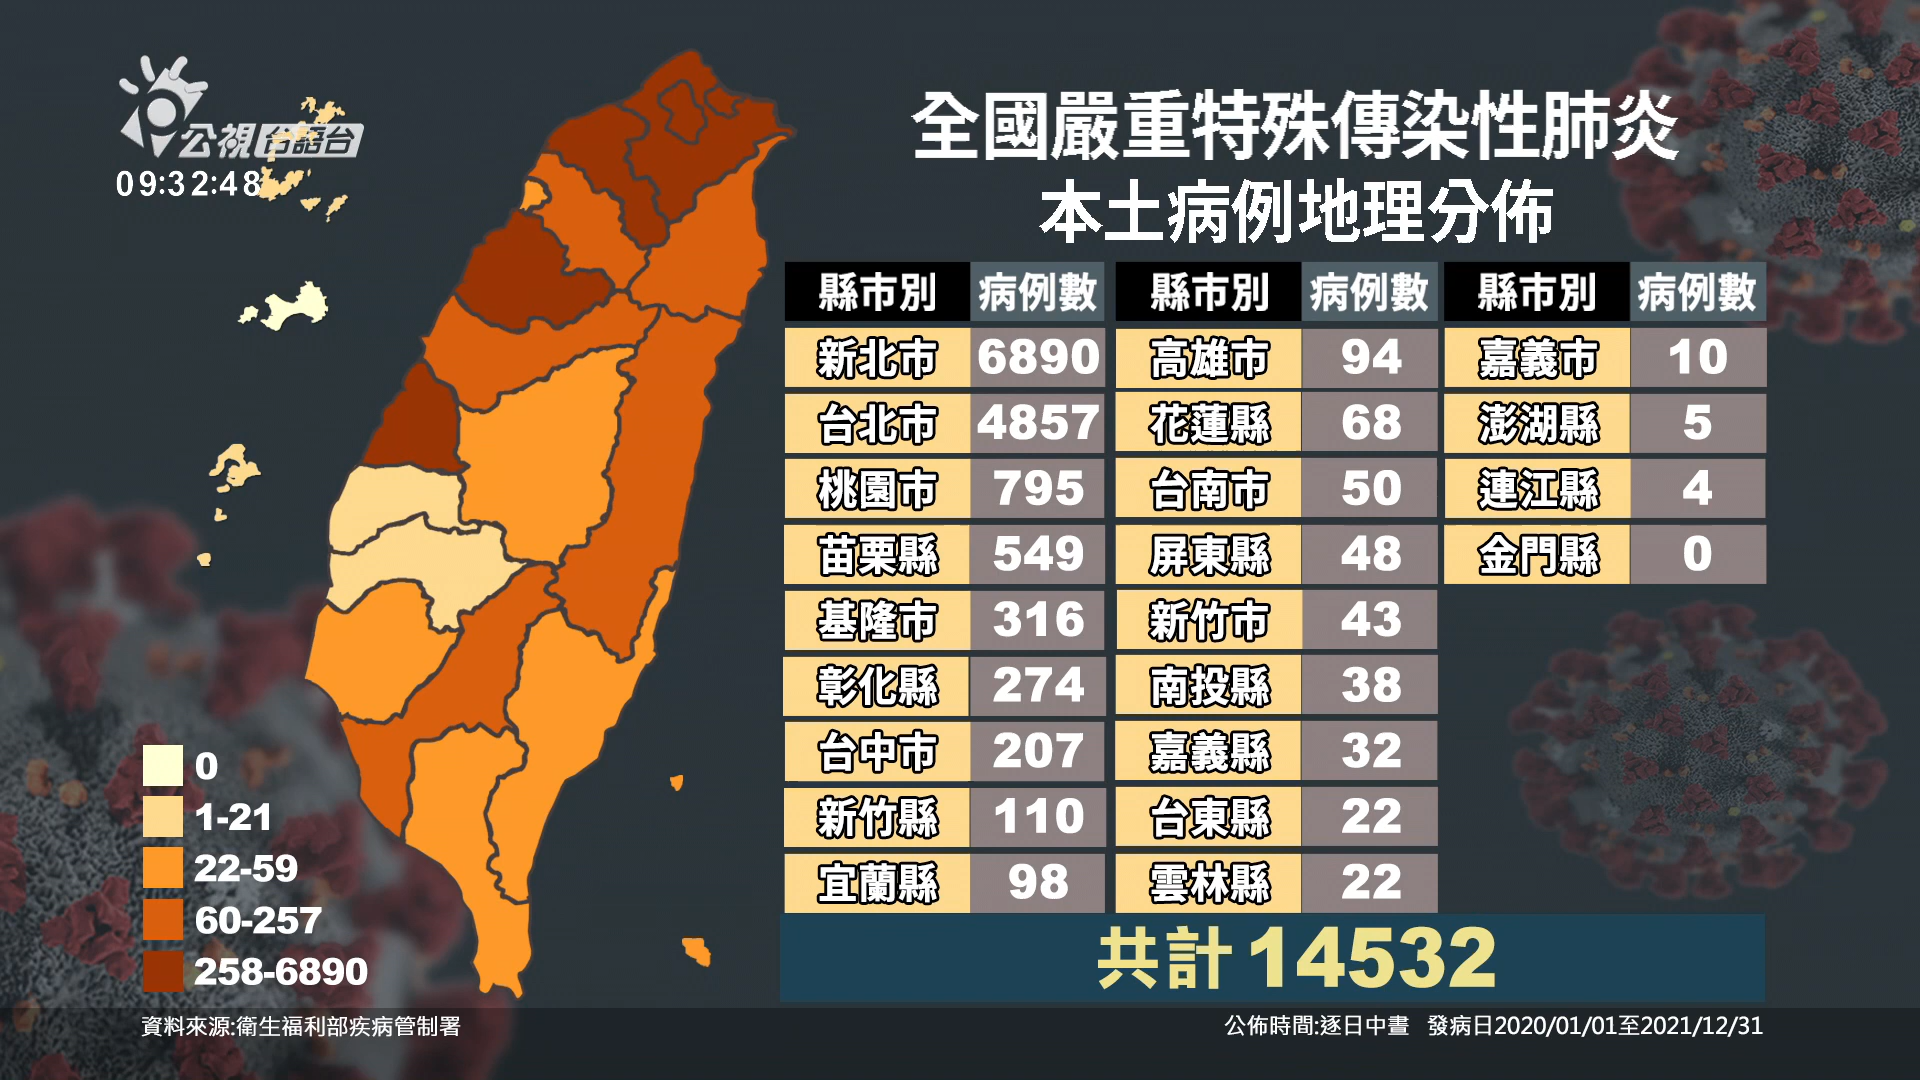 公視台語台
09:32:48
全國嚴重特殊傳染性肺炎
本土病例地理分佈
縣市別 病例數 縣市別 病例數 縣市別 病例數
新北市 6890 高雄市 94 嘉義市 10
台北市 4857 花蓮縣 68 澎湖縣 5
桃園市 795 台南市 50 連江縣 4
苗栗縣 549 屏東縣 48 金門縣 0
基隆市 316 新竹市 43
彰化縣 274 南投縣 38
台中市 207 嘉義縣 32
新竹縣 110 台東縣 22
宜蘭縣 98 雲林縣 22
共計14532
0
1-21
22-59
60-257
258-6890
資料來源:衛生福利部疾病管制署
公佈時間:逐日中晝 發病日2020/01/01至2021/12/31